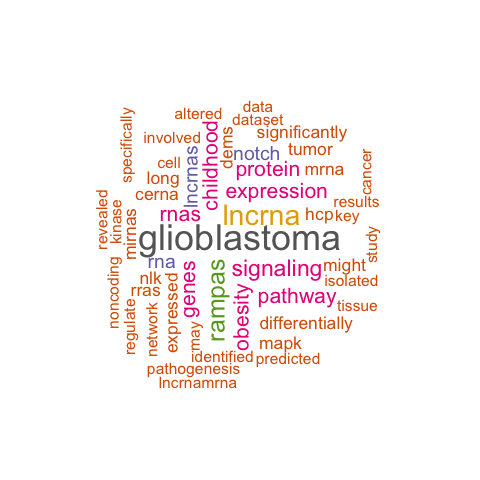 data
altered
dataset
specifically
involved
childhood
dems
significantly
cell
lncrnas
notch
tumor
long
protein
mrna
cancer
cerna
expression
results
revealed
kinase
mirnas
rnas
lncrna
hcp
key
glioblastoma
study
noncoding
rna
nlk
genes
rampas
signaling
might
rras
isolated
regulate
network
expressed
obesity
pathway
tissue
may
differentially
mapk
identified
predicted
pathogenesis
lncrnamrna